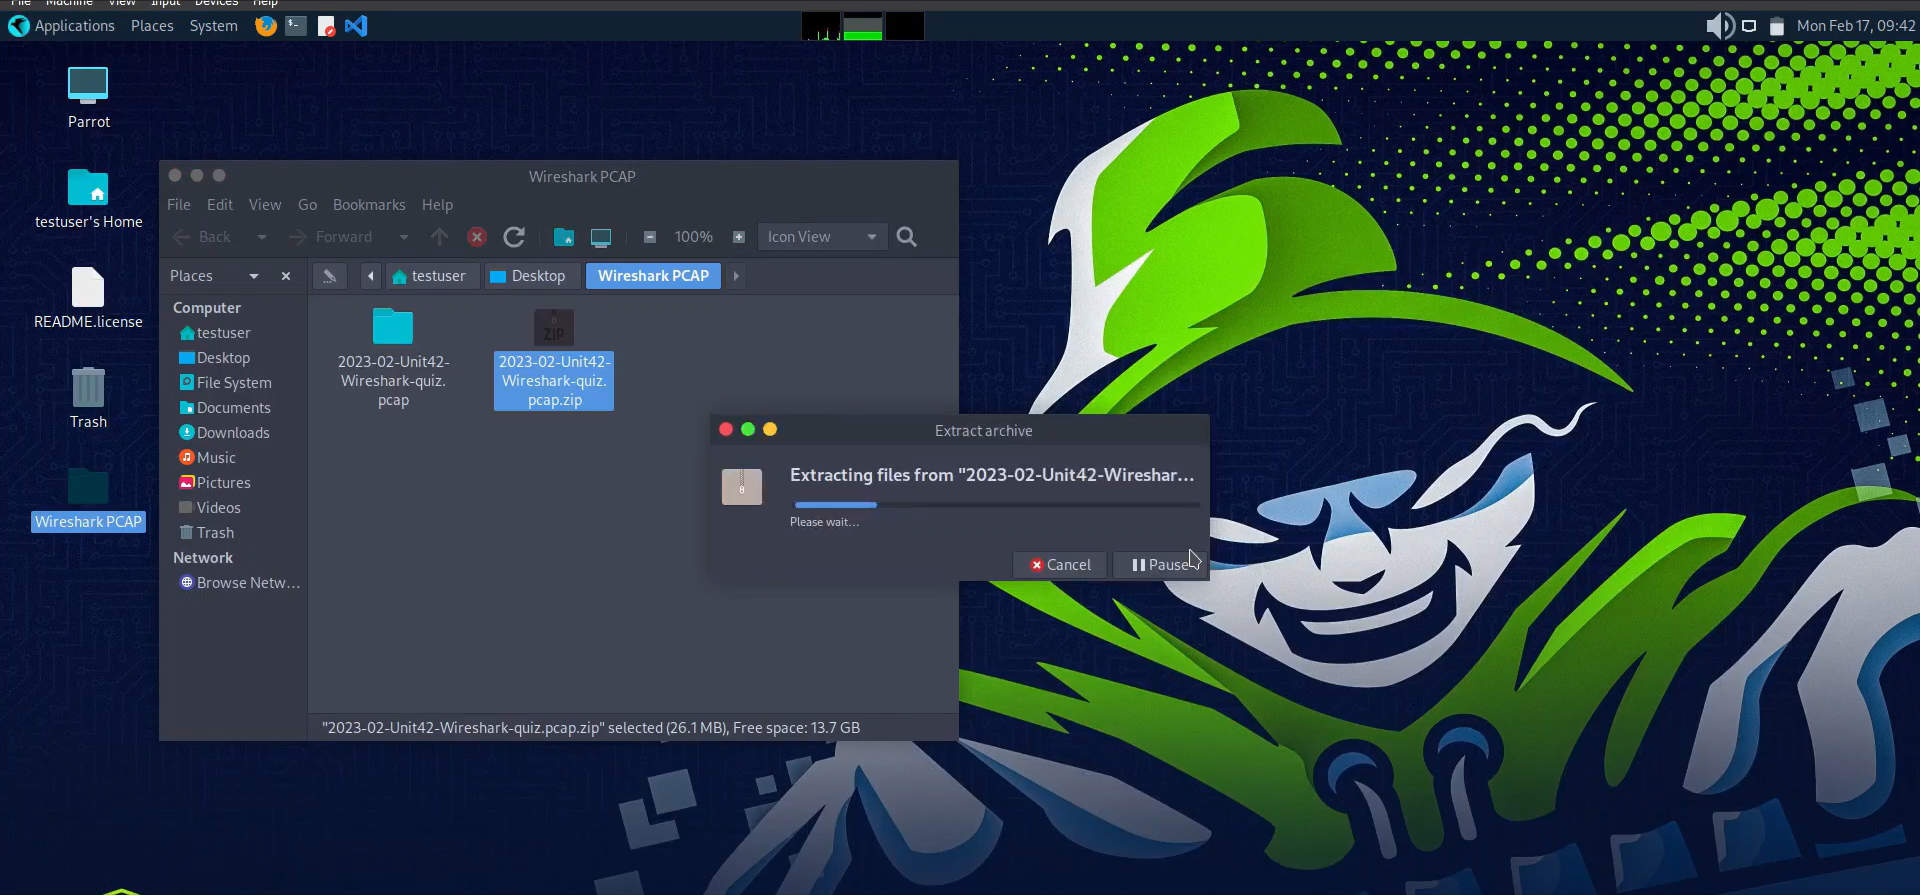 File Machine View Input Devices Help
Applications Places System
Mon Feb 17, 09:42
Parrot
testuser's Home
README.license
Trash
Wireshark PCAP
Wireshark PCAP
File Edit View Go Bookmarks Help
Back Forward 100% Icon View
Places testuser Desktop Wireshark PCAP
Computer
testuser
Desktop
File System
Documents
Downloads
Music
Pictures
Videos
Trash
Network
Browse Netw...
2023-02-Unit42-
Wireshark-quiz.
pcap
ZIP
2023-02-Unit42-
Wireshark-quiz.
pcap.zip
"2023-02-Unit42-Wireshark-quiz.pcap.zip" selected (26.1 MB), Free space: 13.7 GB
Extract archive
Extracting files from "2023-02-Unit42-Wireshar...
Please wait...
Cancel Pause